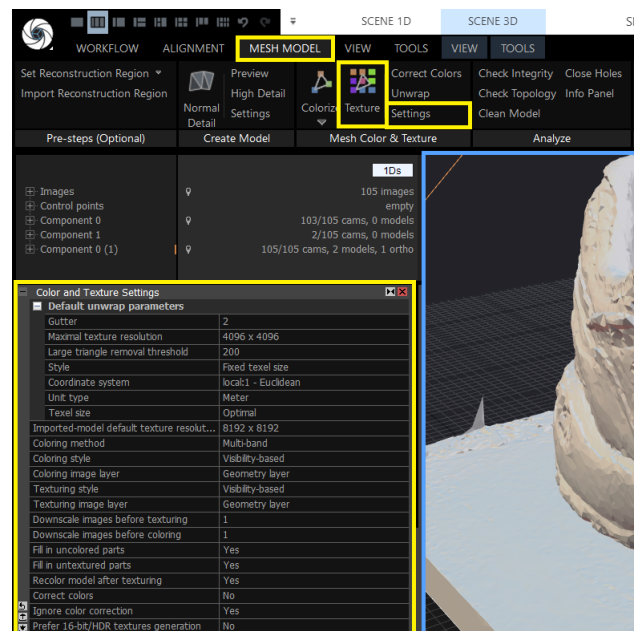 SCENE 1D SCENE 3D
WORKFLOW ALIGNMENT MESH MODEL VIEW TOOLS VIEW TOOLS
Set Reconstruction Region Preview Correct Colors Check Integrity Close Holes
Import Reconstruction Region High Detail Unwrap Check Topology Info Panel
Normal Detail Settings Colorize Texture Settings Clean Model
Pre-steps (Optional) Create Model Mesh Color & Texture Analyze
1Ds
Images 105 images
Control points empty
Component 0 103/105 cams, 0 models
Component 1 2/105 cams, 0 models
Component 0 (1) 105/105 cams, 2 models, 1 ortho
Color and Texture Settings
Default unwrap parameters
Gutter 2
Maximal texture resolution 4096 x 4096
Large triangle removal threshold 200
Style Fixed texel size
Coordinate system local:1 - Euclidean
Unit type Meter
Texel size Optimal
Imported-model default texture resolut... 8192 x 8192
Coloring method Multi-band
Coloring style Visibility-based
Coloring image layer Geometry layer
Texturing style Visibility-based
Texturing image layer Geometry layer
Downscale images before texturing 1
Downscale images before coloring 1
Fill in uncolored parts Yes
Fill in untextured parts Yes
Recolor model after texturing Yes
Correct colors No
Ignore color correction Yes
Prefer 16-bit/HDR textures generation No